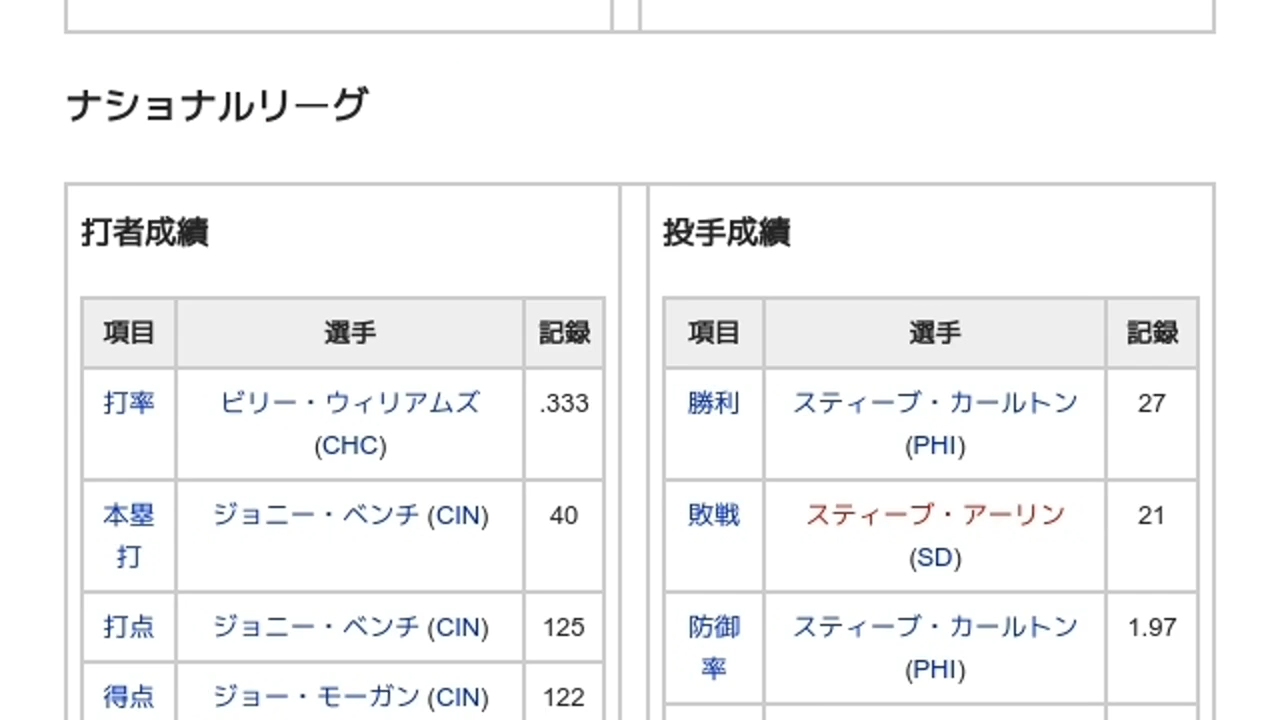 ナショナルリーグ
打者成績
項目 選手 記録
打率 ビリー・ウィリアムズ .333
(CHC)
本塁 ジョニー・ベンチ (CIN) 40
打
打点 ジョニー・ベンチ (CIN) 125
得点 ジョー・モーガン (CIN) 122
投手成績
項目 選手 記録
勝利 スティーブ・カールトン 27
(PHI)
敗戦 スティーブ・アーリン 21
(SD)
防御 スティーブ・カールトン 1.97
率 (PHI)